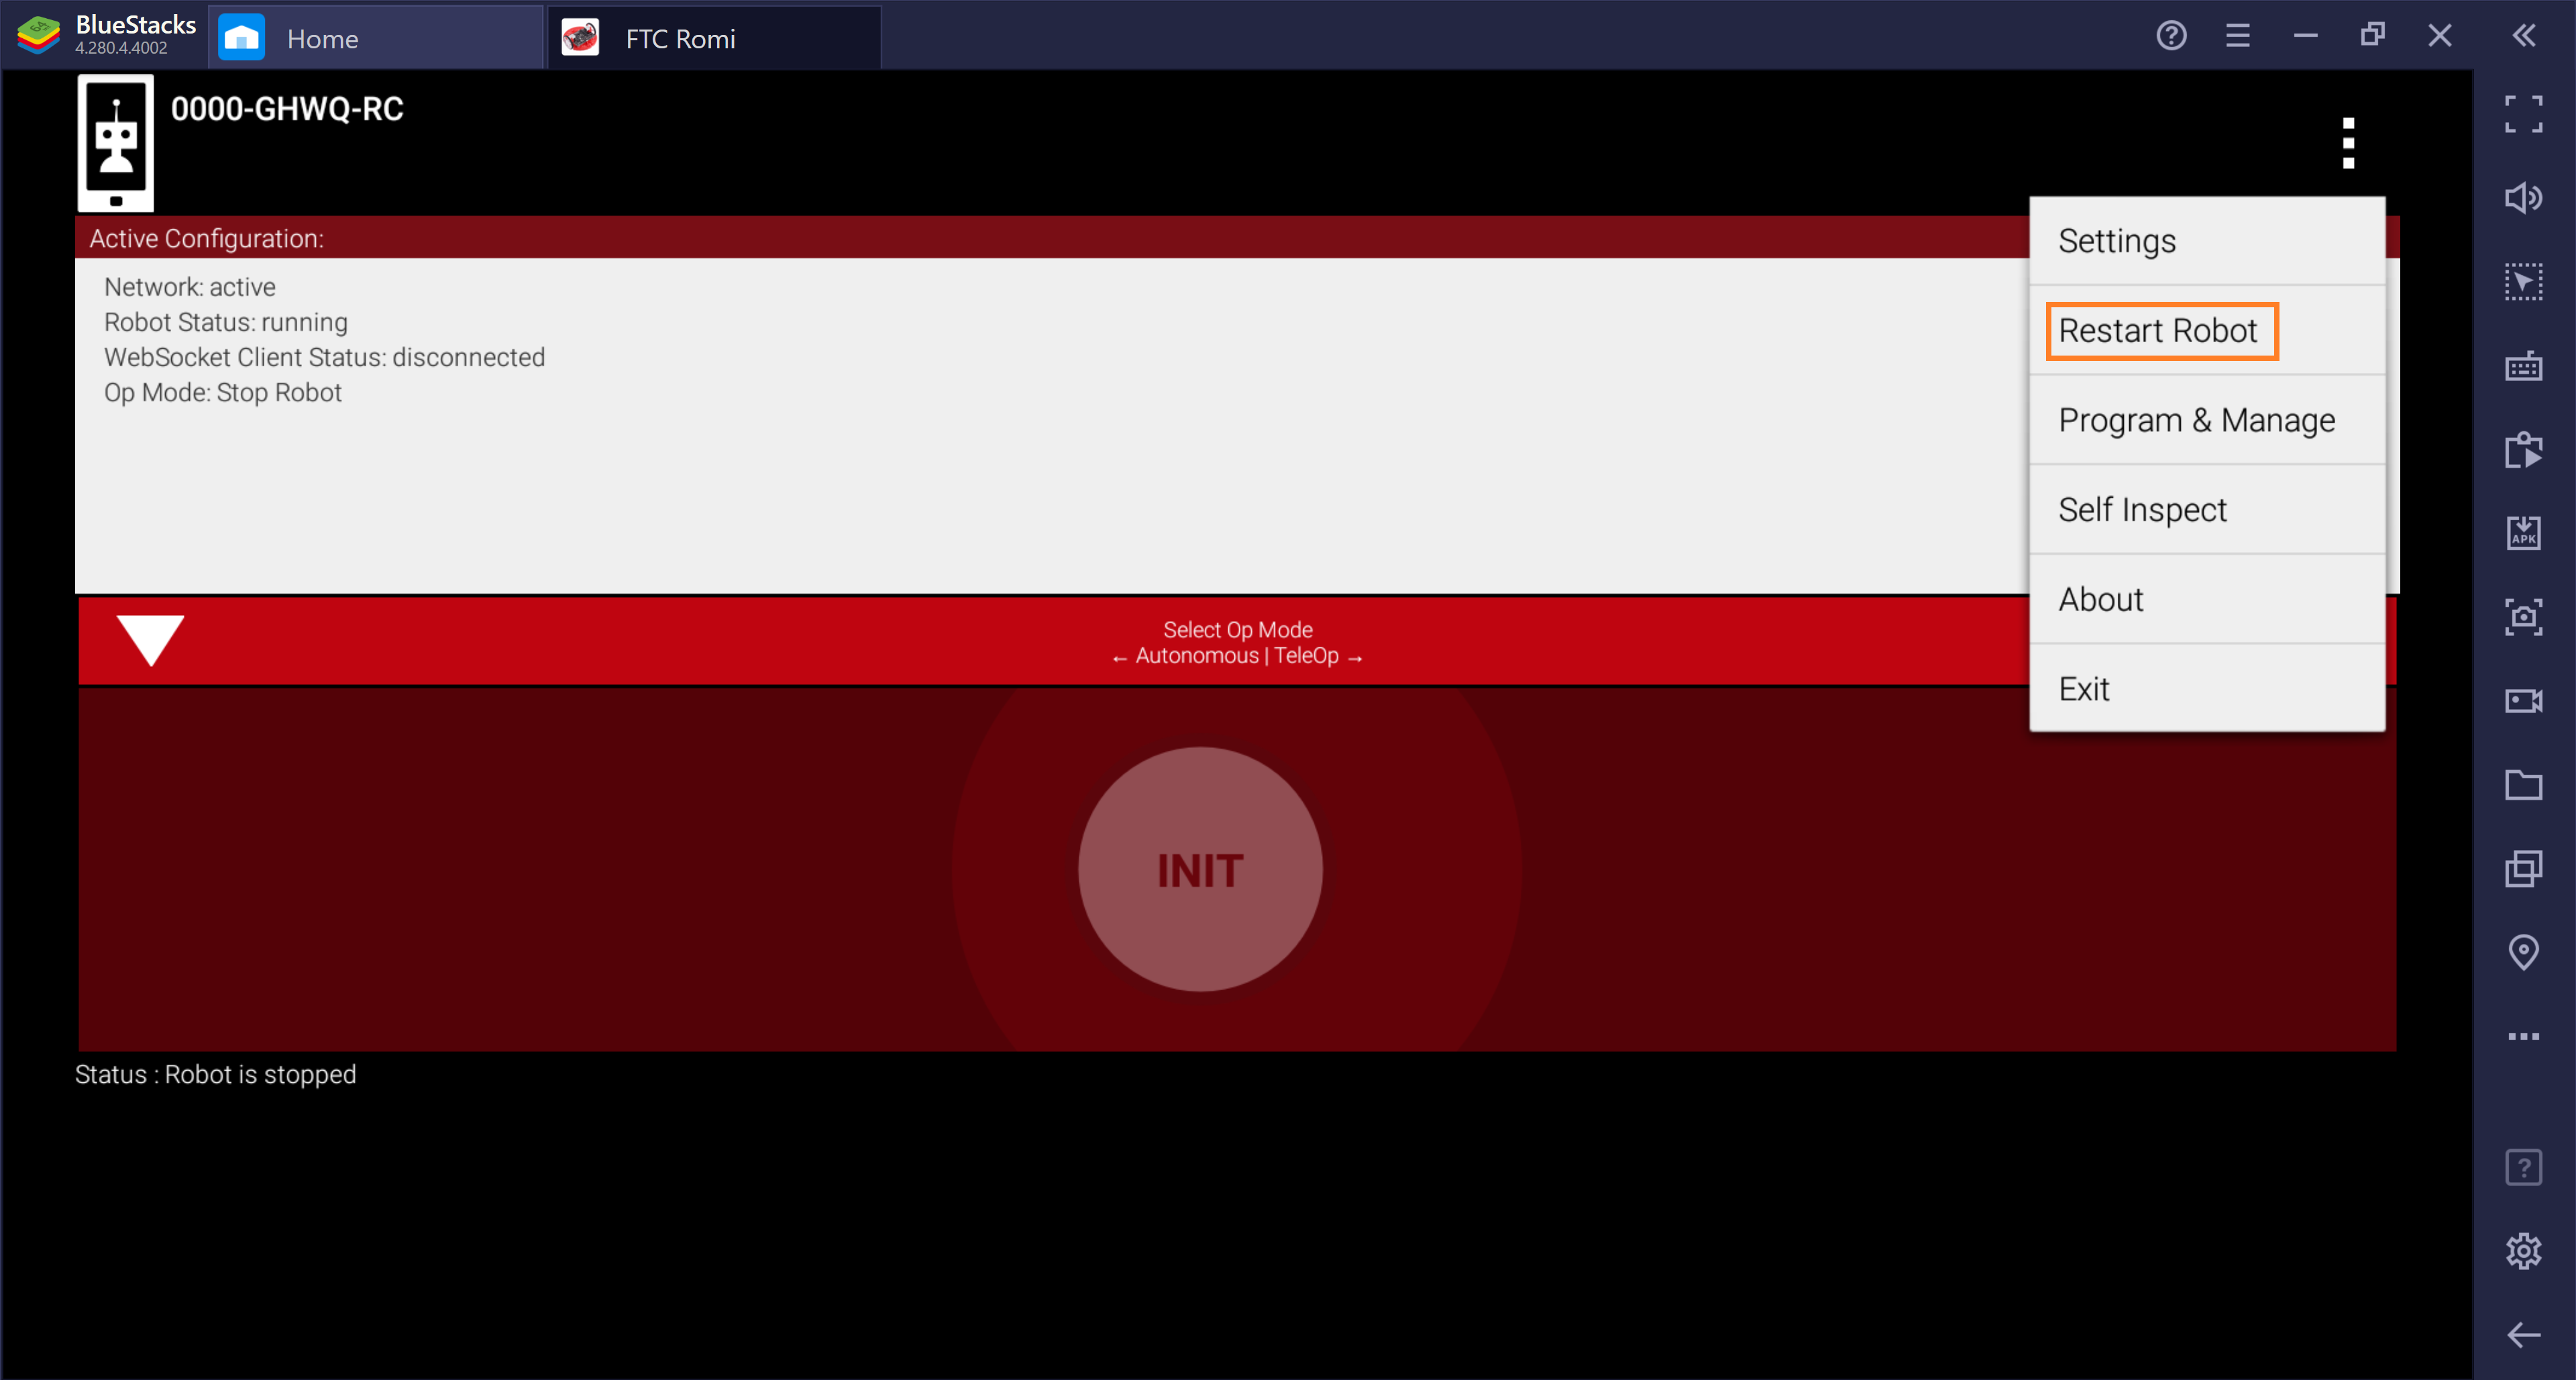 BlueStacks
4.280.4.4002
Home
FTC Romi
0000-GHWQ-RC
Active Configuration:
Network: active
Robot Status: running
WebSocket Client Status: disconnected
Op Mode: Stop Robot
Settings
Restart Robot
Program & Manage
Self Inspect
About
Exit
Select Op Mode
← Autonomous | TeleOp →
INIT
Status : Robot is stopped
APK